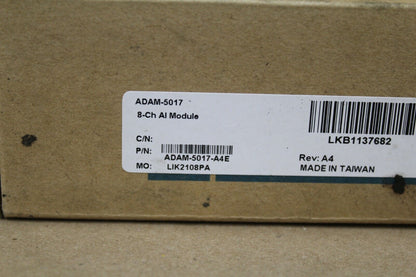 ADAM-5017
8-Ch AI Module
C/N:
LKB1137682
P/N:
ADAM-5017-A4E
Rev: A4
MO: LIK2108PA
MADE IN TAIWAN